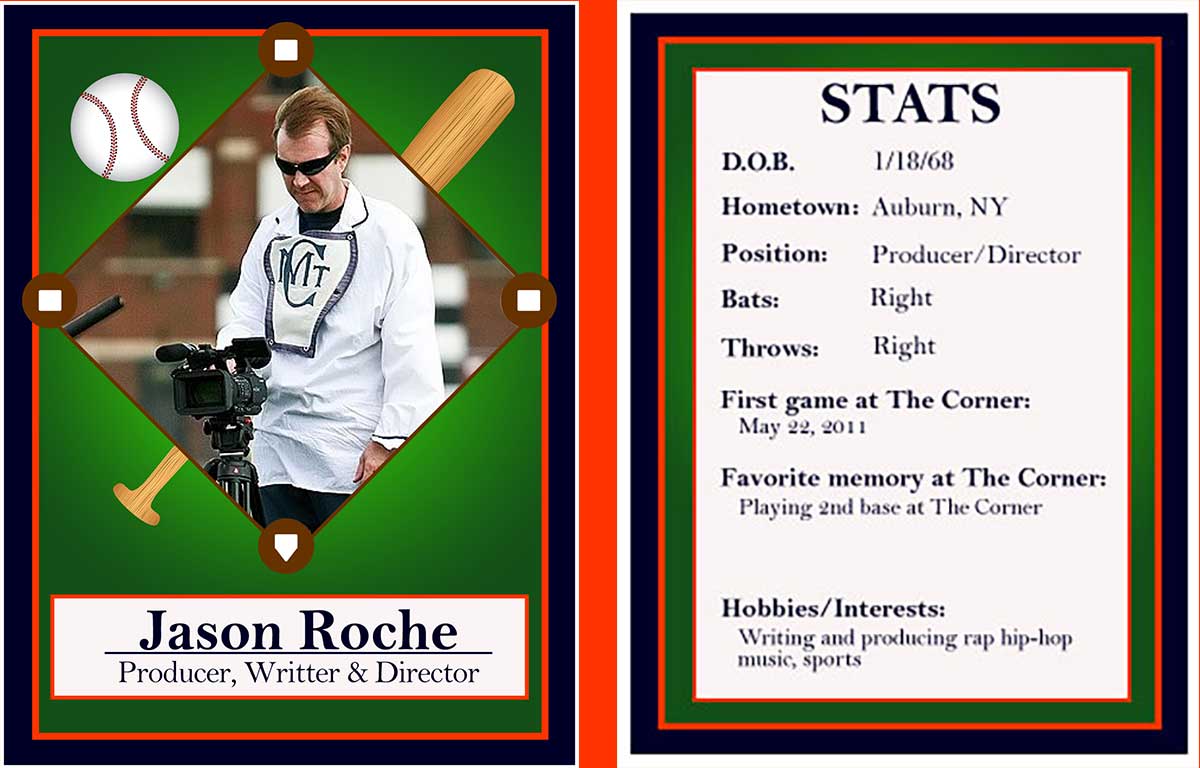 CMT
Jason Roche
Producer, Writter & Director
STATS
D.O.B. 1/18/68
Hometown: Auburn, NY
Position: Producer/Director
Bats: Right
Throws: Right
First game at The Corner:
May 22, 2011
Favorite memory at The Corner:
Playing 2nd base at The Corner
Hobbies/Interests:
Writing and producing rap hip-hop
music, sports